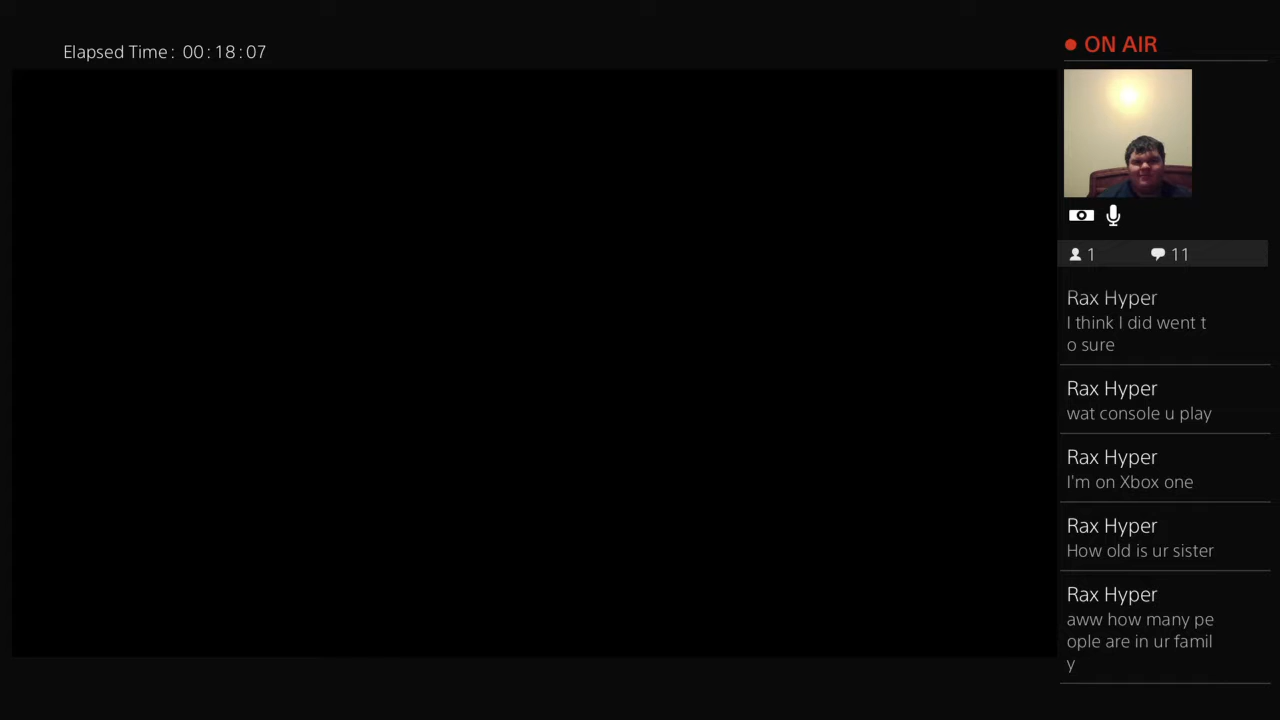 Elapsed Time: 00:18:07
ON AIR
1 11
Rax Hyper
I think I did went t
o sure
Rax Hyper
wat console u play
Rax Hyper
I'm on Xbox one
Rax Hyper
How old is ur sister
Rax Hyper
aww how many pe
ople are in ur famil
y